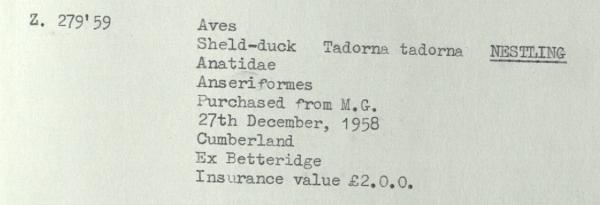 Z. 279'59 Aves
Sheld-duck Tadorna tadorna NESTLING
Anatidae
Anseriformes
Purchased from M.G.
27th December, 1958
Cumberland
Ex Betteridge
Insurance value £2.0.0.